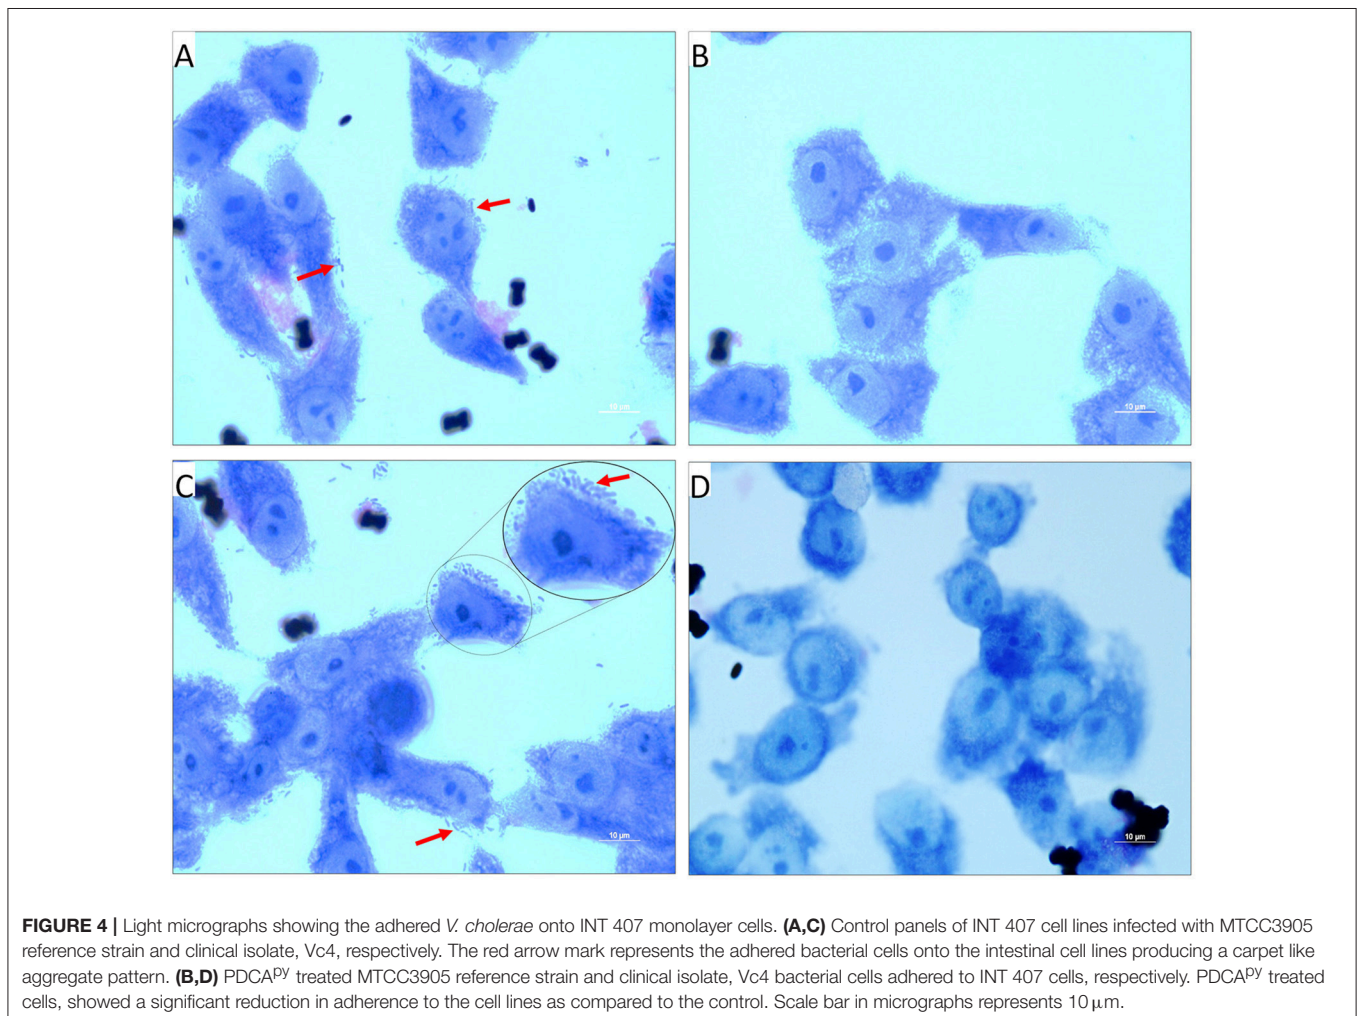 A
B
10 µm
10 µm
C
D
10 µm
10 µm
FIGURE 4 | Light micrographs showing the adhered V. cholerae onto INT 407 monolayer cells. (A,C) Control panels of INT 407 cell lines infected with MTCC3905
reference strain and clinical isolate, Vc4, respectively. The red arrow mark represents the adhered bacterial cells onto the intestinal cell lines producing a carpet like
aggregate pattern. (B,D) PDCAᵖʸ treated MTCC3905 reference strain and clinical isolate, Vc4 bacterial cells adhered to INT 407 cells, respectively. PDCAᵖʸ treated
cells, showed a significant reduction in adherence to the cell lines as compared to the control. Scale bar in micrographs represents 10 µm.